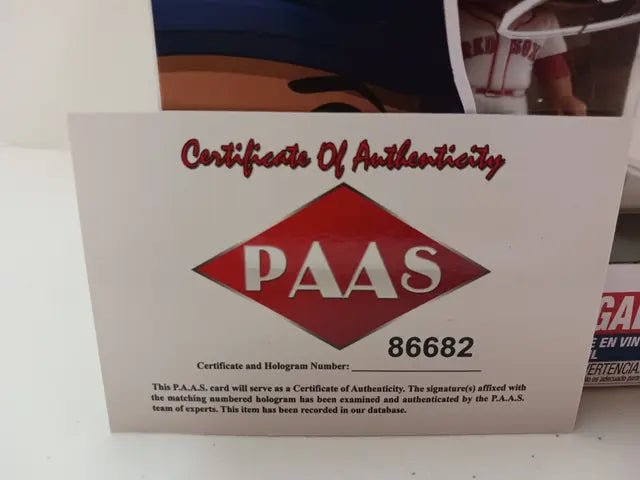 RED SOX
Certificate Of Authenticity
PAAS
86682
Certificate and Hologram Number:
This P.A.A.S. card will serve as a Certificate of Authenticity. The signature(s) affixed with
the matching numbered hologram has been examined and authenticated by the P.A.A.S.
team of experts. This item has been recorded in our database.
EN VIN